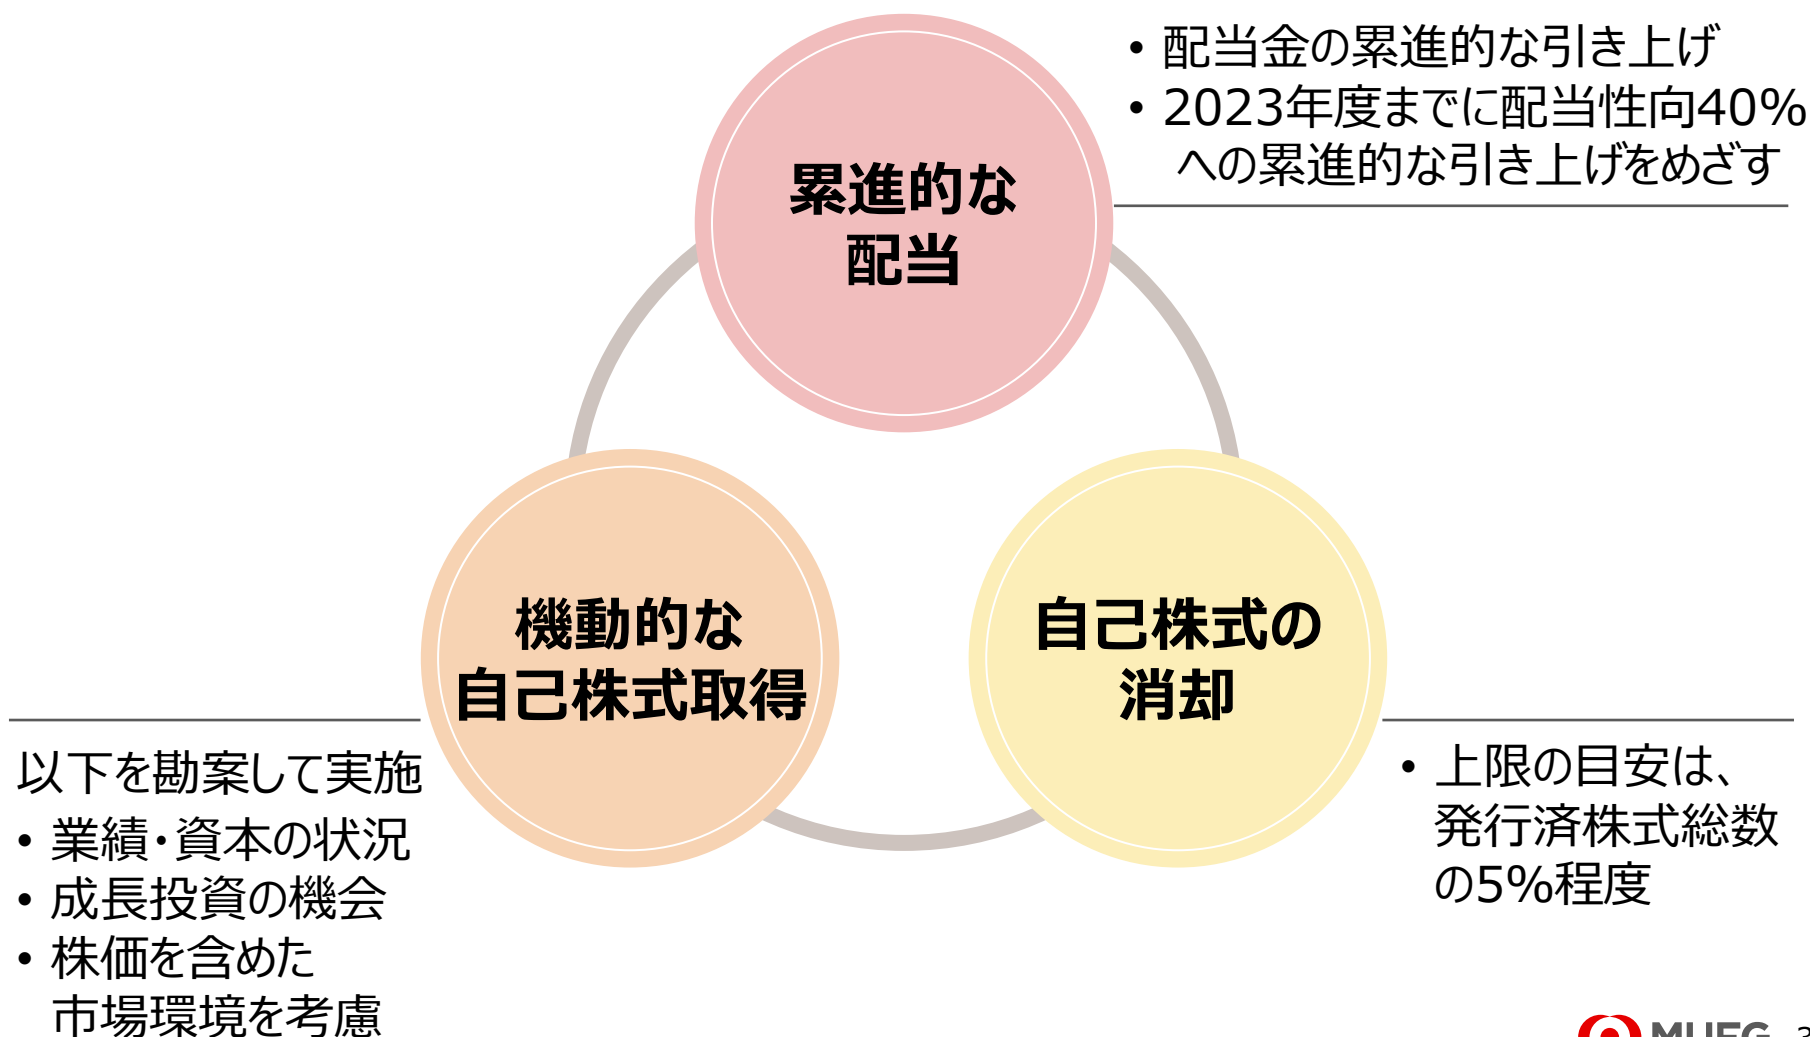 • 配当金の累進的な引き上げ
• 2023年度までに配当性向40%
への累進的な引き上げをめざす
累進的な
配当
機動的な
自己株式取得
自己株式の
消却
以下を勘案して実施
• 業績・資本の状況
• 成長投資の機会
• 株価を含めた
市場環境を考慮
• 上限の目安は、
発行済株式総数
の5%程度
MUFG